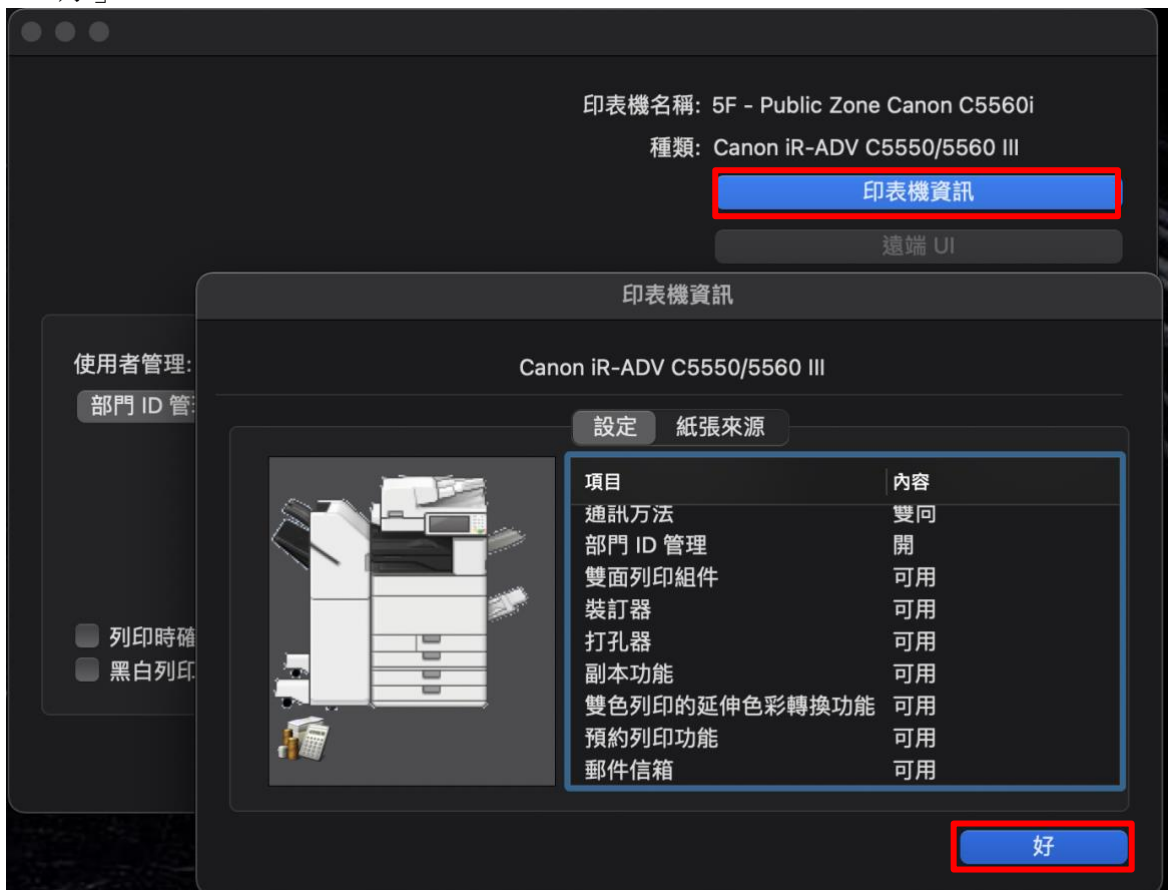 印表機名稱: 5F - Public Zone Canon C5560i
種類: Canon iR-ADV C5550/5560 III
印表機資訊
遠端 UI
印表機資訊
使用者管理:
部門 ID 管
Canon iR-ADV C5550/5560 III
設定 紙張來源
項目 內容
通訊方法 雙向
部門 ID 管理 開
雙面列印組件 可用
裝訂器 可用
打孔器 可用
副本功能 可用
雙色列印的延伸色彩轉換功能 可用
預約列印功能 可用
郵件信箱 可用
列印時確
黑白列印
好